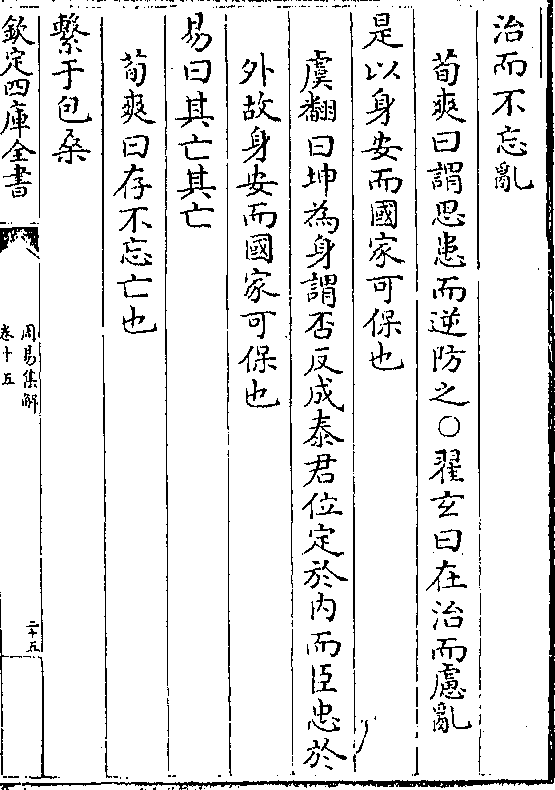 治而不忘亂
荀爽曰謂思患而逆防之○翟玄曰在治而慮亂
是以身安而國家可保也
虞翻曰坤為身謂否反成泰君位定於內而臣忠於
外故身安而國家可保也
易曰其亡其亡
荀爽曰存不忘亡也
繫于包桑
欽定四庫全書
周易集解
卷十五
二十五